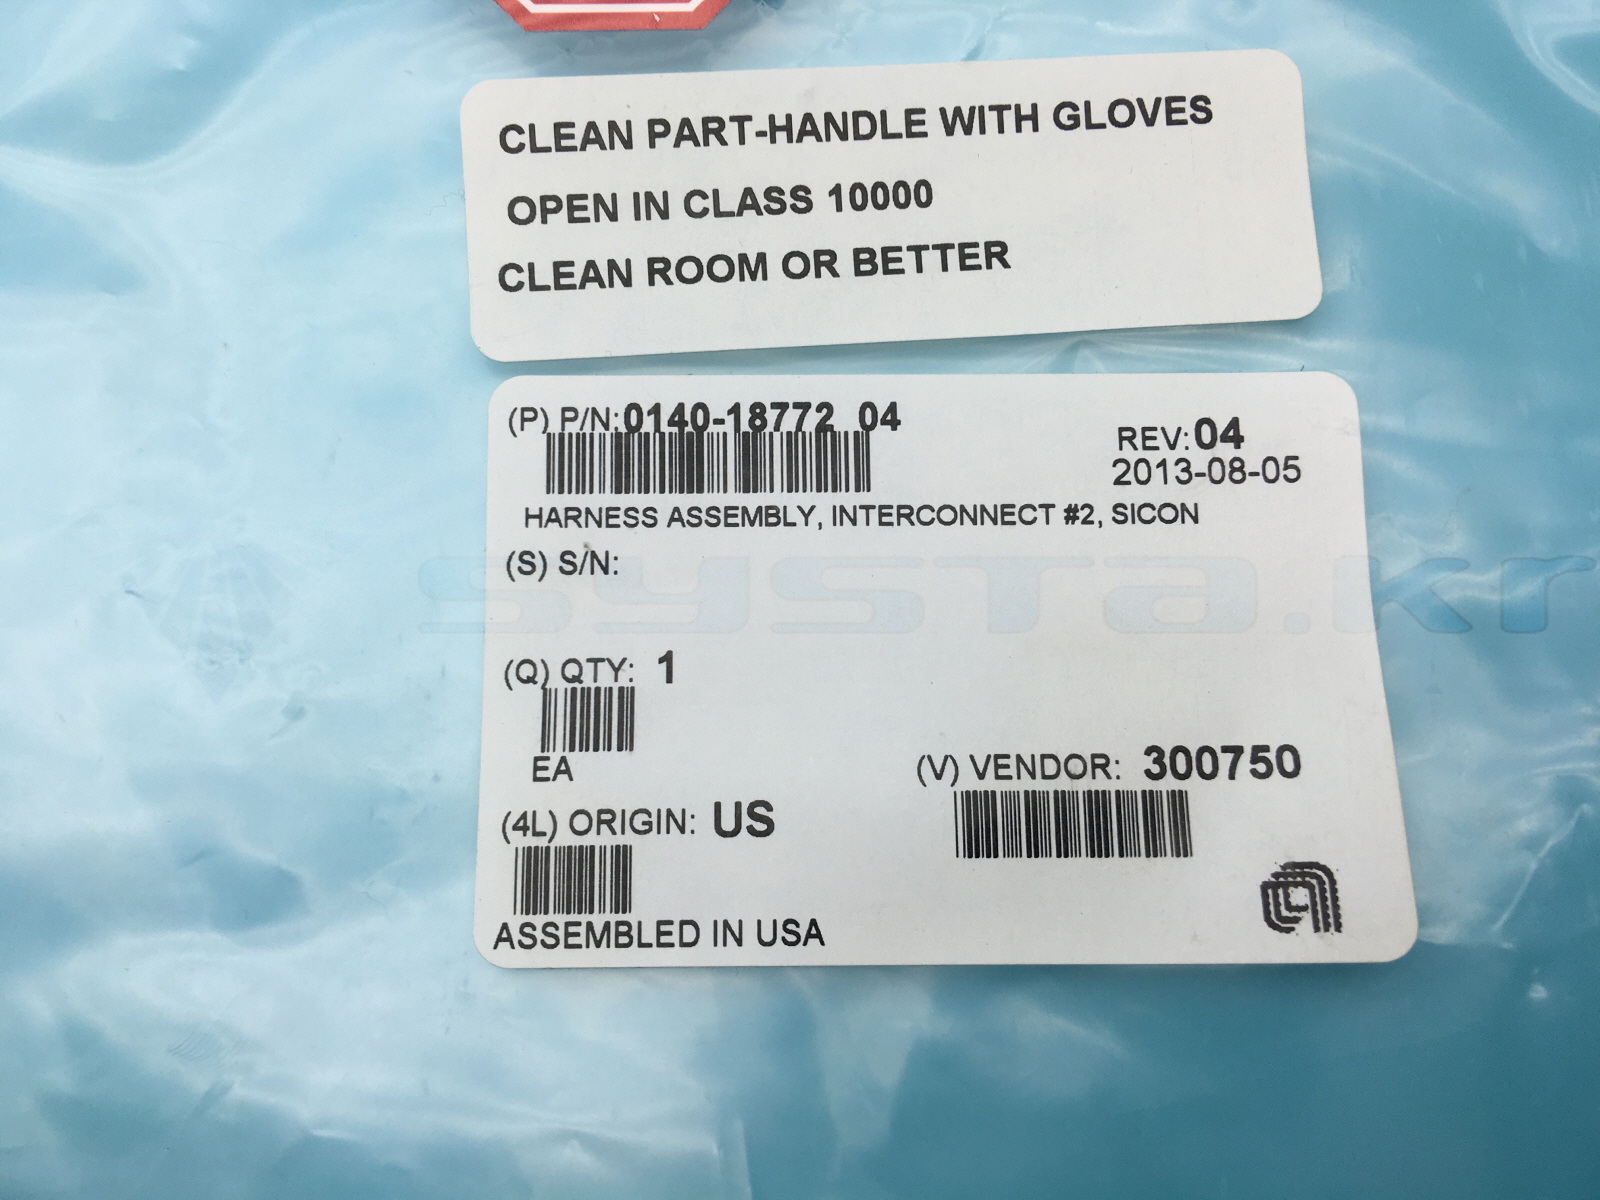 CLEAN PART-HANDLE WITH GLOVES
OPEN IN CLASS 10000
CLEAN ROOM OR BETTER
(P) P/N:0140-18772 04
REV:04
2013-08-05
HARNESS ASSEMBLY, INTERCONNECT #2, SICON
(S) S/N:
systa.kr
(Q) QTY: 1
EA
(V) VENDOR: 300750
(4L) ORIGIN: US
ASSEMBLED IN USA